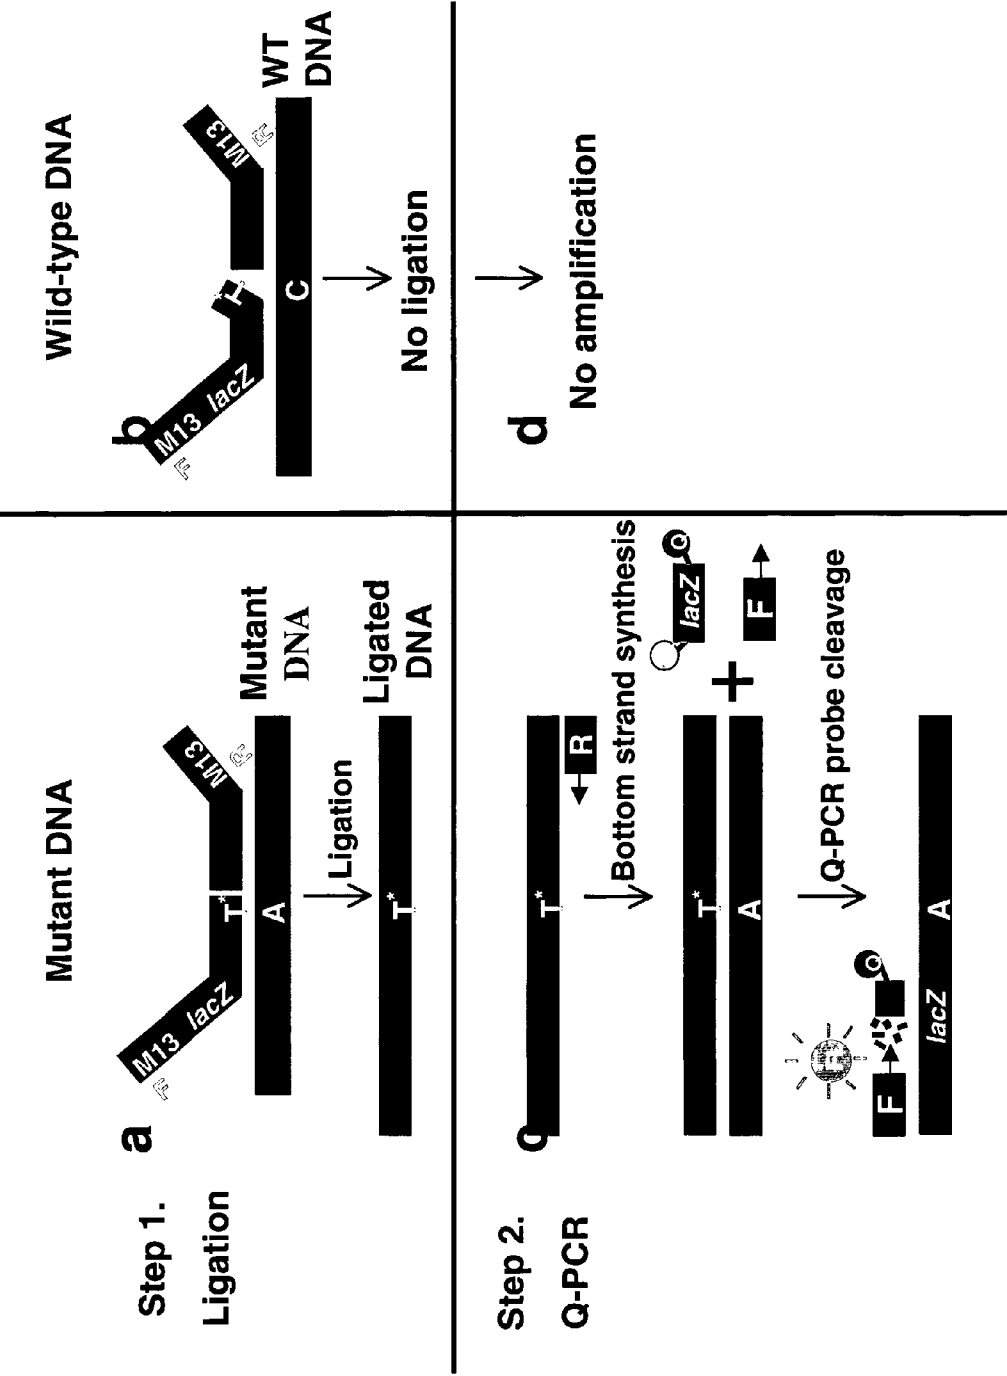 Mutant DNA
Wild-type DNA
Step 1.
Ligation
a
M13 lacZ
F
T*
M13
R
A
Mutant
DNA
Ligation
T*
Ligated
DNA
b
M13 lacZ
F
T*
M13
R
C
WT
DNA
No ligation
Step 2.
Q-PCR
c
T*
R
Bottom strand synthesis
T*
A
+
lacZ
Q
F
Q-PCR probe cleavage
F
Q
lacZ
A
d
No amplification